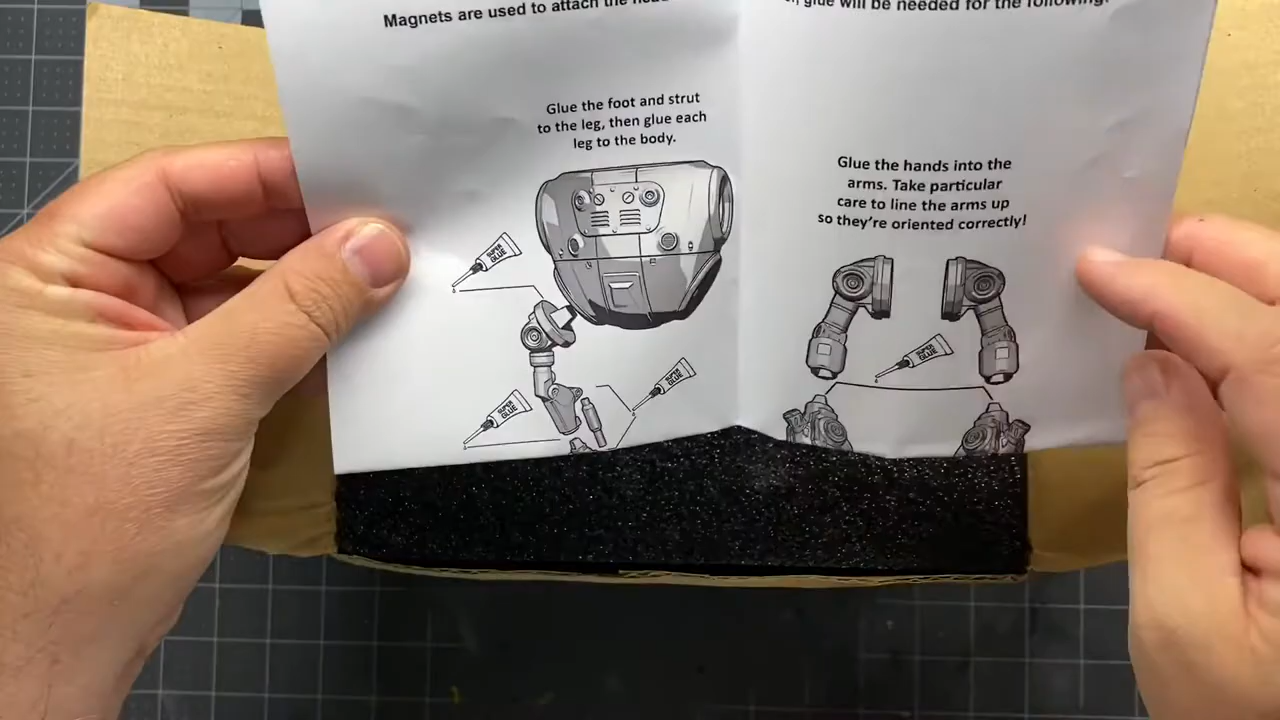 Magnets are used to attach the
glue will be needed for the following:
Glue the foot and strut
to the leg, then glue each
leg to the body.
Glue the hands into the
arms. Take particular
care to line the arms up
so they're oriented correctly!
SUPER
GLUE
SUPER
GLUE
SUPER
GLUE
SUPER
GLUE